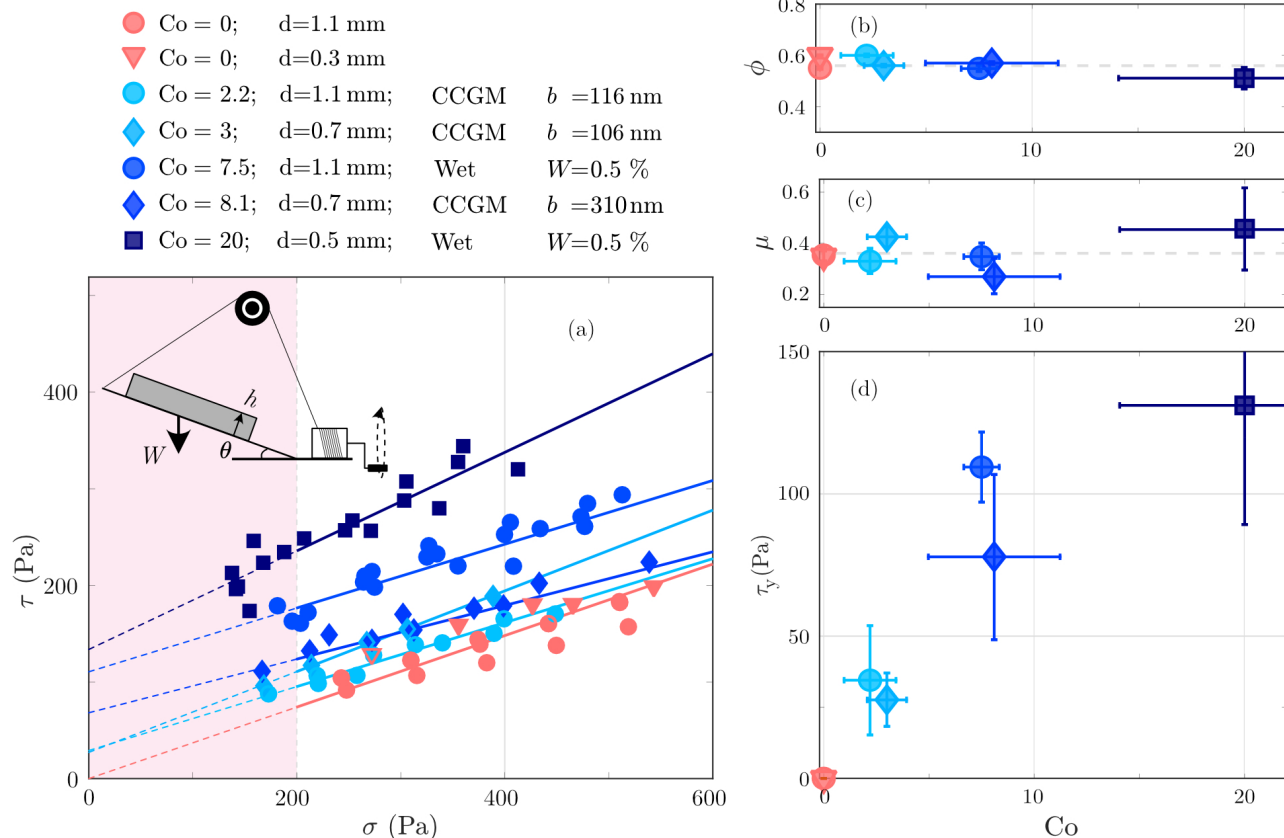 Co = 0; d=1.1 mm
Co = 0; d=0.3 mm
Co = 2.2; d=1.1 mm; CCGM b =116 nm
Co = 3; d=0.7 mm; CCGM b =106 nm
Co = 7.5; d=1.1 mm; Wet W=0.5 %
Co = 8.1; d=0.7 mm; CCGM b =310 nm
Co = 20; d=0.5 mm; Wet W=0.5 %
(a)
h
W
θ
400
200
0
τ (Pa)
0 200 400 600
σ (Pa)
(b)
0.6
0.4
0.8
ϕ
0 10 20
(c)
0.6
0.4
0.2
μ
0 10 20
(d)
150
100
50
0
τy(Pa)
0 10 20
Co